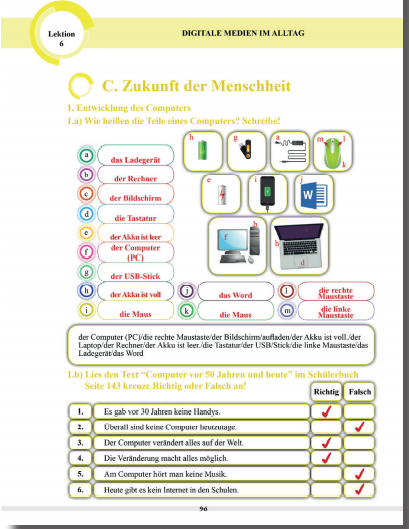 Lektion
6
DIGITALE MEDIEN IM ALLTAG
C. Zukunft der Menschheit
1. Entwicklung des Computers
1.a) Wie heißen die Teile eines Computers? Schreibe!
h
g
a
m
l
k
a das Ladegerät
b der Rechner
c der Bildschirm
d die Tastatur
e der Akku ist leer
f der Computer
(PC)
g der USB-Stick
h der Akku ist voll
i die Maus
e
i
j
W
b
h
d
j das Word
k die Maus
l die rechte
Maustaste
m die linke
Maustaste
der Computer (PC)/die rechte Maustaste/der Bildschirm/aufladen/der Akku ist voll./der
Laptop/der Rechner/der Akku ist leer./die Tastatur/der USB/Stick/die linke Maustaste/das
Ladegerät/das Word
1.b) Lies den Text “Computer vor 50 Jahren und heute” im Schülerbuch
Seite 143 kreuze Richtig oder Falsch an!
Richtig Falsch
1. Es gab vor 30 Jahren keine Handys.
2. Überall sind keine Computer heutzutage.
3. Der Computer verändert alles auf der Welt.
4. Die Veränderung macht alles möglich.
5. Am Computer hört man keine Musik.
6. Heute gibt es kein Internet in den Schulen.
96